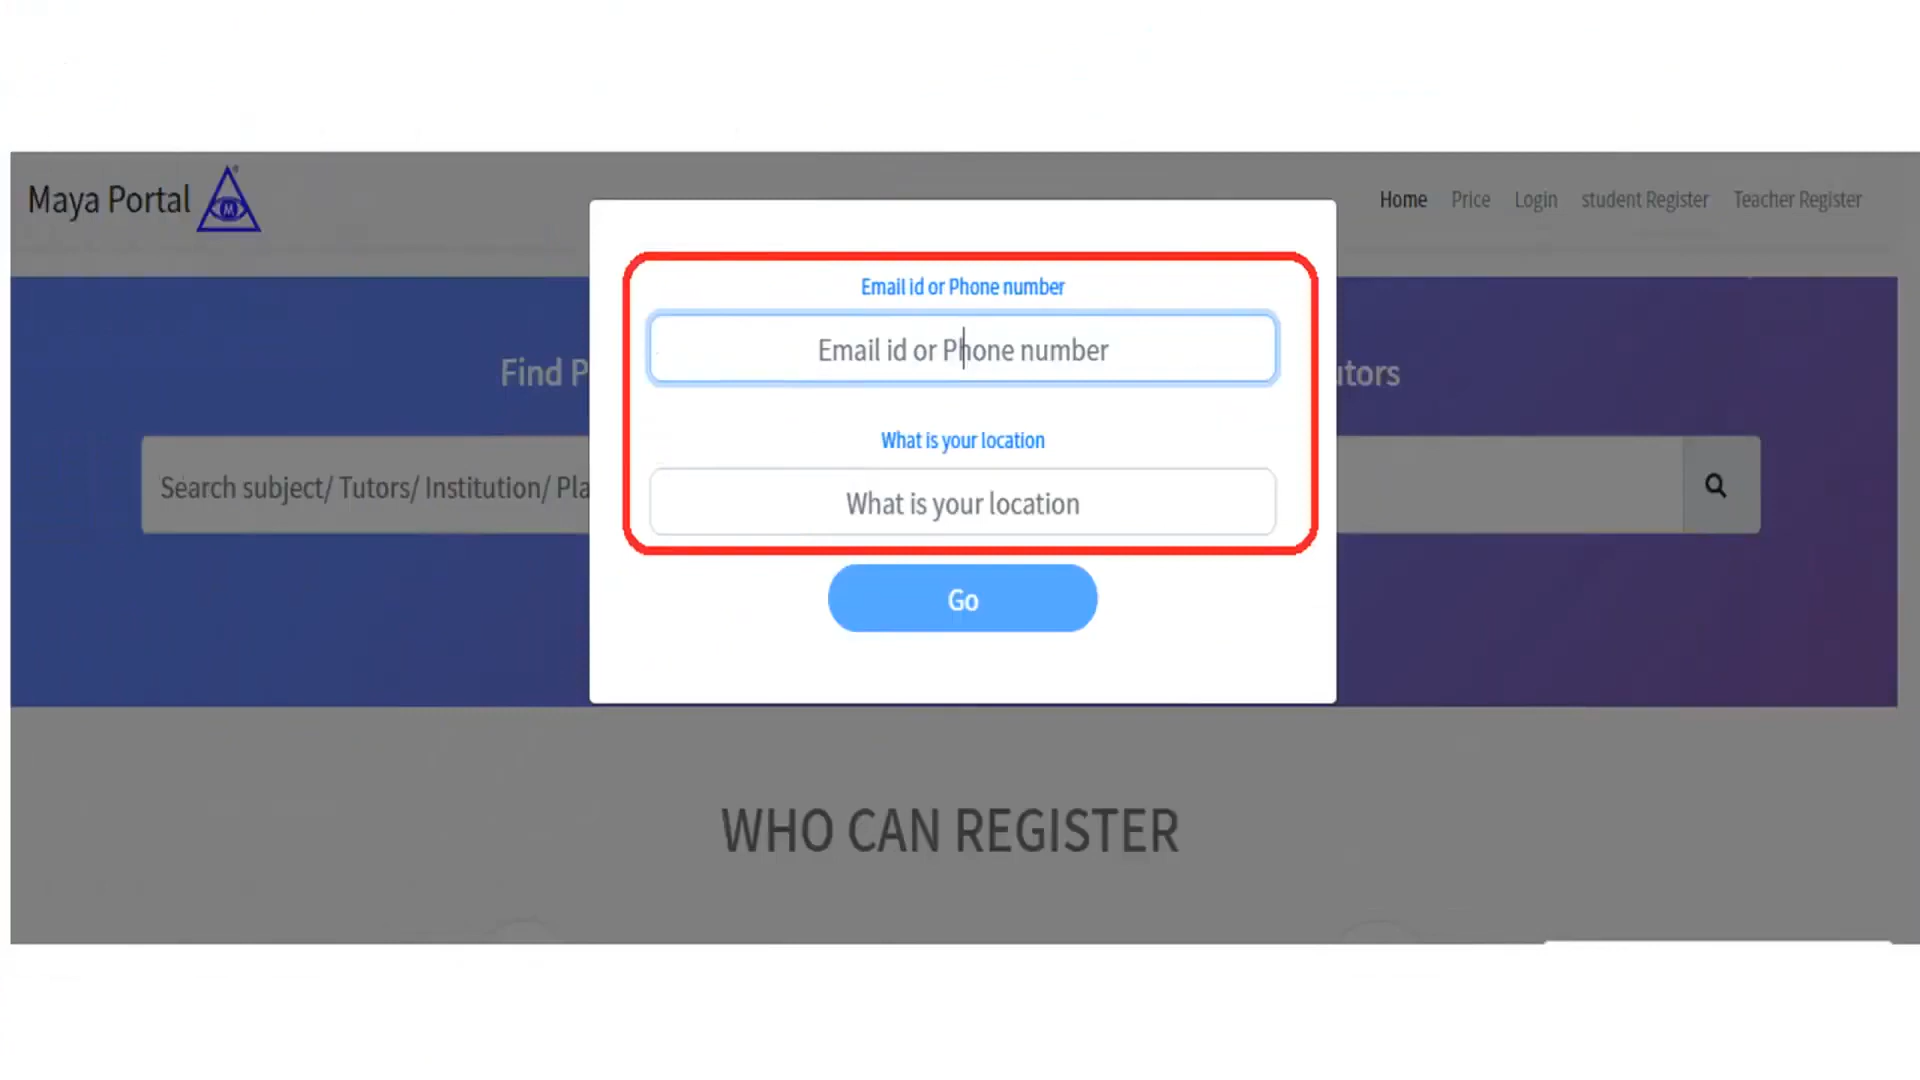 Maya Portal
M
Home Price Login student Register Teacher Register
Email id or Phone number
Email id or Phone number
Find P
utors
What is your location
Search subject/ Tutors/ Institution/ Pla
What is your location
Go
WHO CAN REGISTER